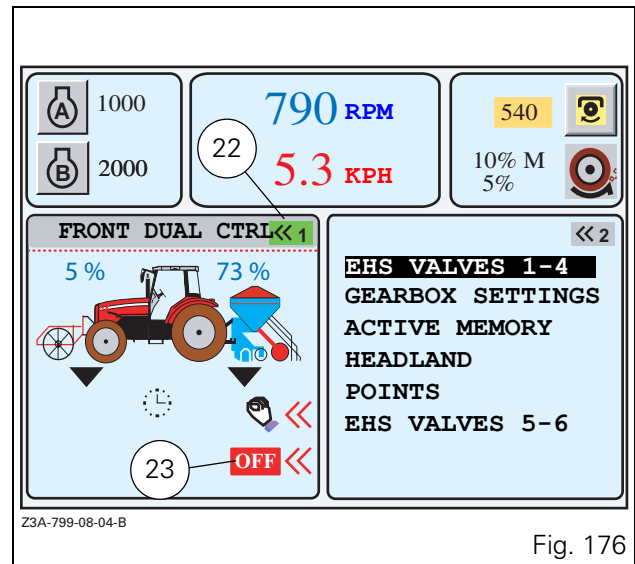 A 1000
B 2000
790 RPM
5.3 KPH
540
10% M
5%
22
FRONT DUAL CTRL « 1
5 % 73 %
OFF «
23
« 2
EHS VALVES 1-4
GEARBOX SETTINGS
ACTIVE MEMORY
HEADLAND
POINTS
EHS VALVES 5-6
Z3A-799-08-04-B
Fig. 176